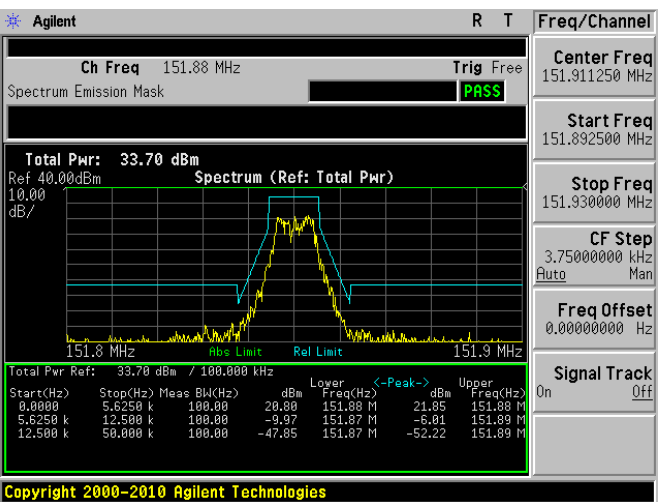 Agilent R T Freq/Channel
Ch Freq 151.88 MHz Trig Free
Spectrum Emission Mask PASS
Center Freq
151.911250 MHz
Start Freq
151.892500 MHz
Stop Freq
151.930000 MHz
CF Step
3.75000000 kHz
Auto Man
Freq Offset
0.00000000 Hz
Signal Track
On Off
Total Pwr: 33.70 dBm
Ref 40.00dBm Spectrum (Ref: Total Pwr)
10.00
dB/
151.8 MHz Abs Limit Rel Limit 151.9 MHz
Total Pwr Ref: 33.70 dBm / 100.000 kHz
Lower <-Peak-> Upper
Start(Hz) Stop(Hz) Meas BW(Hz) dBm Freq(Hz) dBm Freq(Hz)
0.0000 5.6250 k 100.00 20.80 151.88 M 21.85 151.88 M
5.6250 k 12.500 k 100.00 -9.97 151.87 M -6.01 151.89 M
12.500 k 50.000 k 100.00 -47.85 151.87 M -52.22 151.89 M
Copyright 2000-2010 Agilent Technologies